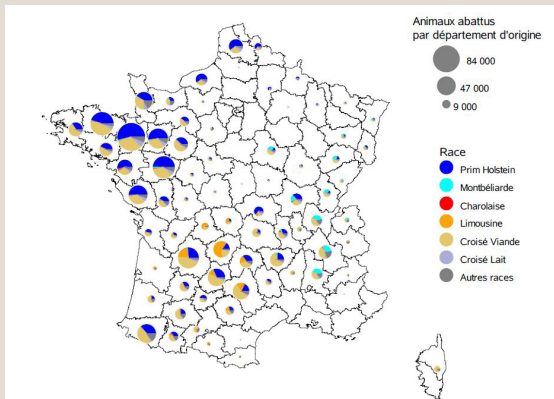 Animaux abattus
par département d'origine
84 000
47 000
9 000
Race
Prim Holstein
Montbéliarde
Charolaise
Limousine
Croisé Viande
Croisé Lait
Autres races